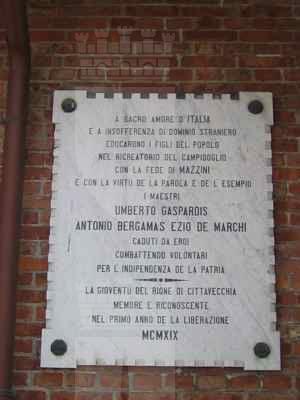 A SACRO AMORE D'ITALIA
E A INSOFFERENZA DI DOMINIO STRANIERO
EDUCARONO I FIGLI DEL POPOLO
NEL RICREATORIO DEL CAMPIDOGLIO
CON LA FEDE DI MAZZINI
E CON LA VIRTÙ DE LA PAROLA E DE L'ESEMPIO
I MAESTRI
UMBERTO GASPARDIS
ANTONIO BERGAMAS EZIO DE MARCHI
CADUTI DA EROI
COMBATTENDO VOLONTARI
PER L'INDIPENDENZA DE LA PATRIA
LA GIOVENTÙ DEL RIONE DI CITTAVECCHIA
MEMORE E RICONOSCENTE
NEL PRIMO ANNO DE LA LIBERAZIONE
MCMXIX